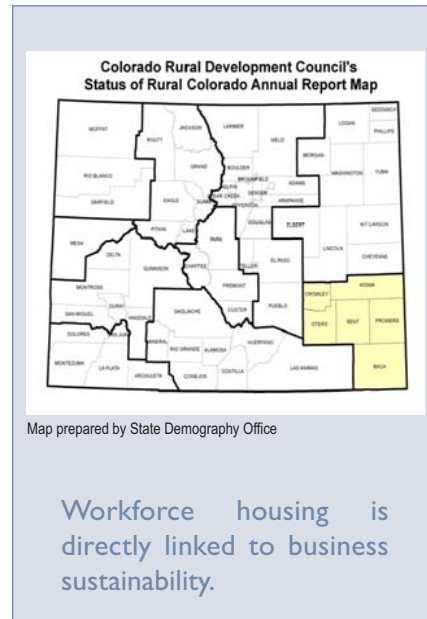 Colorado Rural Development Council's
Status of Rural Colorado Annual Report Map
SEDGWICK
LOGAN
MOFFAT
JACKSON
LARIMER
PHILLIPS
ROUTT
WELD
MORGAN
GRAND
BOULDER
WASHINGTON
YUMA
RIO BLANCO
BROOMFIELD
ADAMS
GARFIELD
EAGLE
ARAPAHOE
PITKIN
LAKE
PARK
DOUGLAS
ELBERT
KIT CARSON
MESA
DELTA
LINCOLN
CHEYENNE
GUNNISON
CHAFFEE
TELLER
EL PASO
MONTROSE
FREMONT
KIOWA
CROWLEY
OURAY
SAN MIGUEL
HINSDALE
SAGUACHE
CUSTER
PUEBLO
OTERO
BENT
PROWERS
DOLORES
SAN JUAN
MINERAL
RIO GRANDE
ALAMOSA
HUERFANO
BACA
MONTEZUMA
LA PLATA
ARCHULETA
CONEJOS
COSTILLA
LAS ANIMAS
Map prepared by State Demography Office
Workforce housing is
directly linked to business
sustainability.